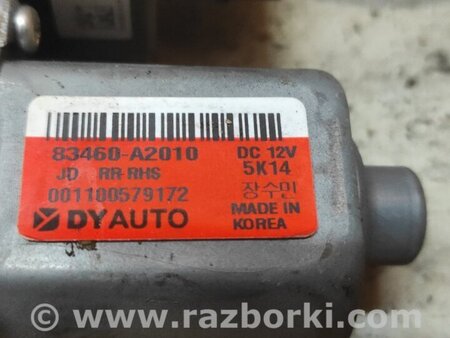 83460-A2010 DC 12V
JD RR-RHS 5K14
001100579172 장수민
DYAUTO MADE IN
KOREA
© www.razborki.com